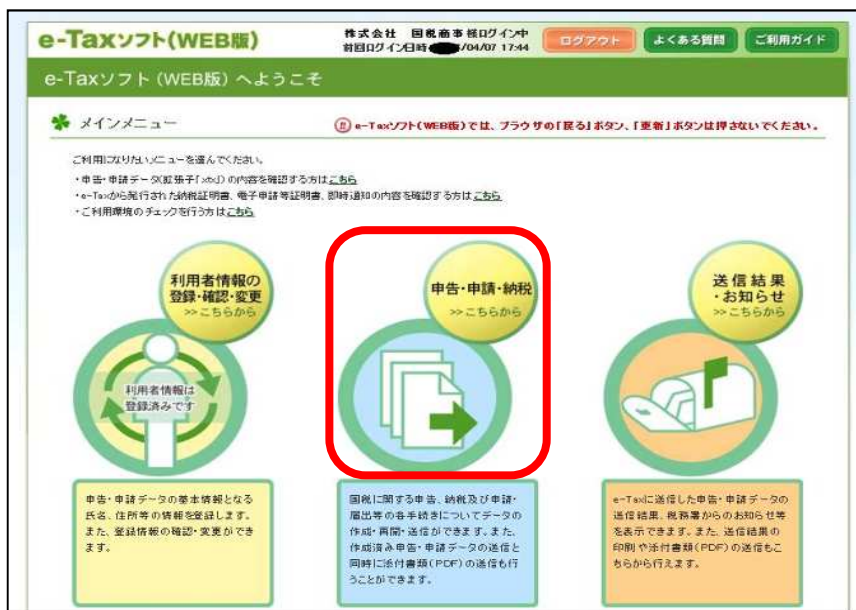 e-Taxソフト(WEB版)
株式会社 国税商事様ログイン中
前回ログイン日時 /04/07 17:44
ログアウト
よくある質問
ご利用ガイド
e-Taxソフト(WEB版)へようこそ
メインメニュー
e-Taxソフト(WEB版)では、ブラウザの「戻る」ボタン、「更新」ボタンは押さないでください。
ご利用になりたいメニューを選んでください。
・申告・申請データ(拡張子「.xtx」)の内容を確認する方はこちら
・e-Taxから発行された納税証明書、電子申請等証明書、即時通知の内容を確認する方はこちら
・ご利用環境のチェックを行う方はこちら
利用者情報の
登録・確認・変更
>>こちらから
利用者情報は
登録済みです
申告・申請データの基本情報となる
氏名、住所等の情報を登録します。
また、登録情報の確認・変更ができ
ます。
申告・申請・納税
>>こちらから
国税に関する申告、納税及び申請・
届出等の各手続きについてデータの
作成・再開・送信ができます。また、
作成済み申告・申請データの送信と
同時に添付書類(PDF)の送信も行
うことができます。
送信結果
・お知らせ
>>こちらから
e-Taxに送信した申告・申請データの
送信結果、税務署からのお知らせ等
を表示できます。また、送信結果の
印刷や添付書類(PDF)の送信もこ
ちらから行えます。